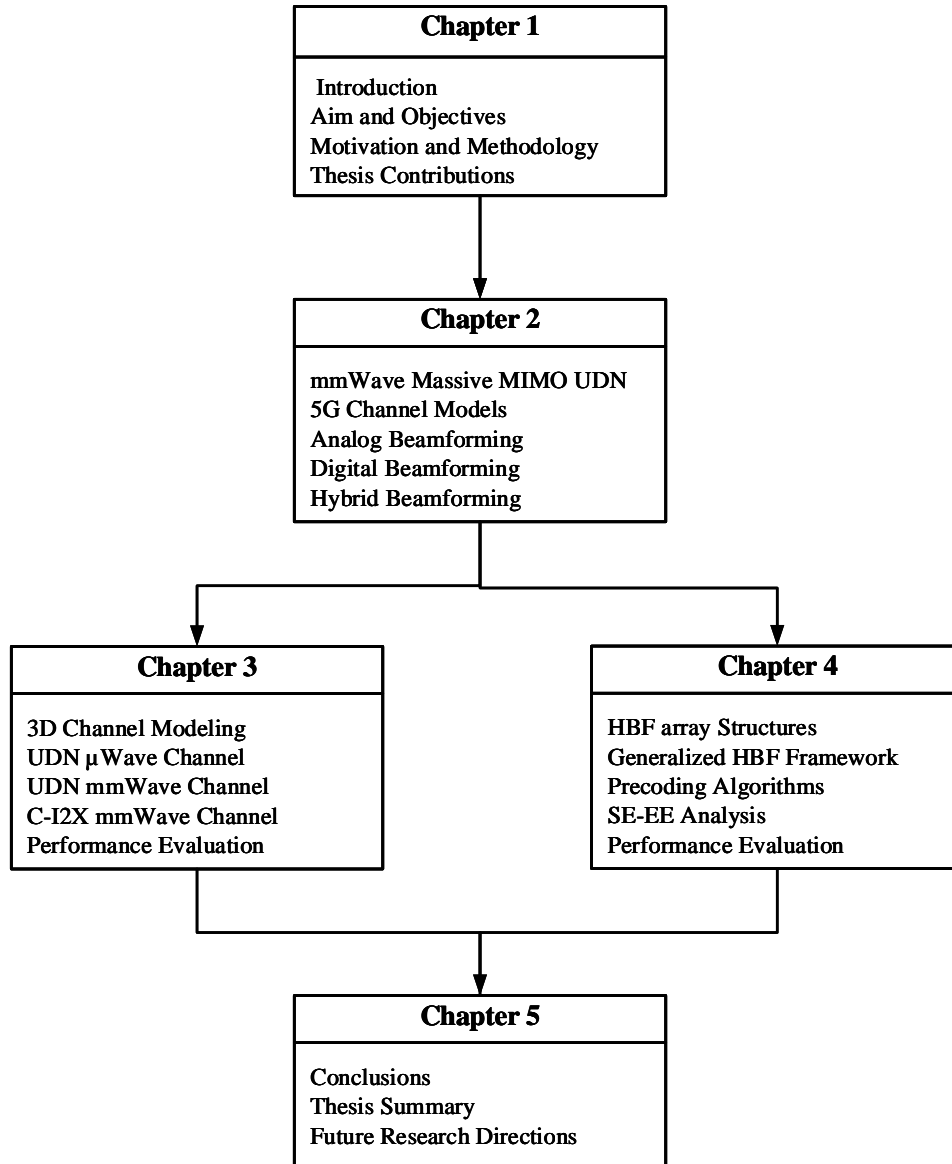 Chapter 1
Introduction
Aim and Objectives
Motivation and Methodology
Thesis Contributions
Chapter 2
mmWave Massive MIMO UDN
5G Channel Models
Analog Beamforming
Digital Beamforming
Hybrid Beamforming
Chapter 3
3D Channel Modeling
UDN µWave Channel
UDN mmWave Channel
C-I2X mmWave Channel
Performance Evaluation
Chapter 4
HBF array Structures
Generalized HBF Framework
Precoding Algorithms
SE-EE Analysis
Performance Evaluation
Chapter 5
Conclusions
Thesis Summary
Future Research Directions